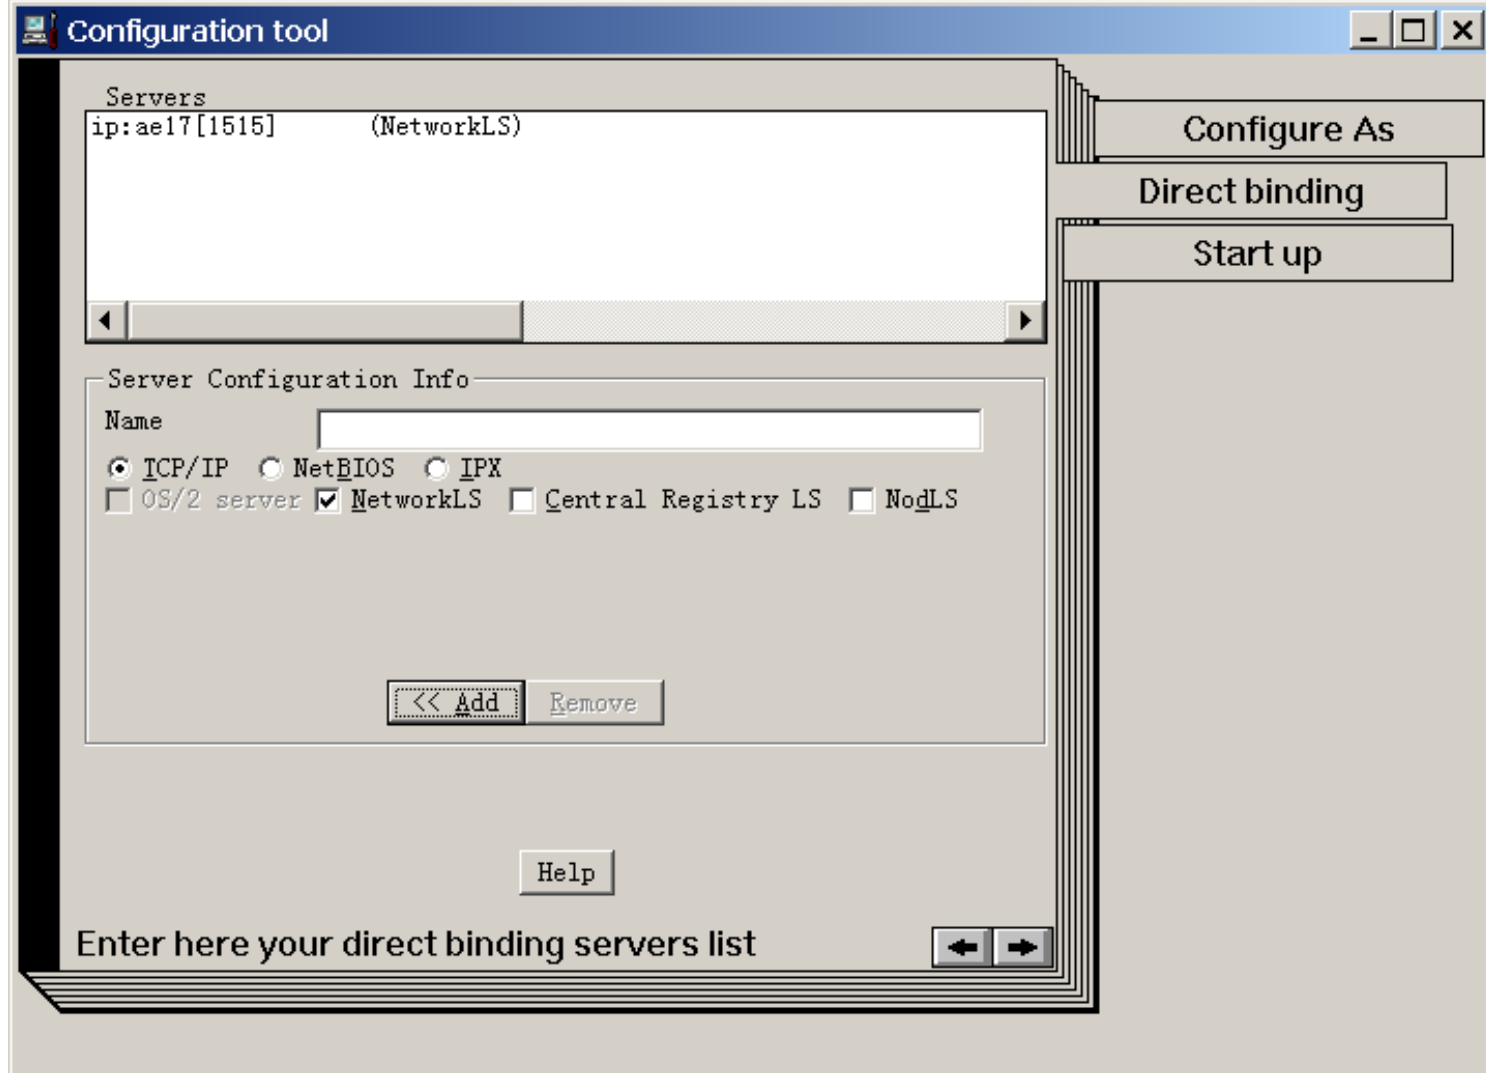 Configuration tool
Servers
ip:ae17[1515] (NetworkLS)
Configure As
Direct binding
Start up
Server Configuration Info
Name
TCP/IP NetBIOS IPX
OS/2 server NetworkLS Central Registry LS NodLS
<< Add Remove
Help
Enter here your direct binding servers list